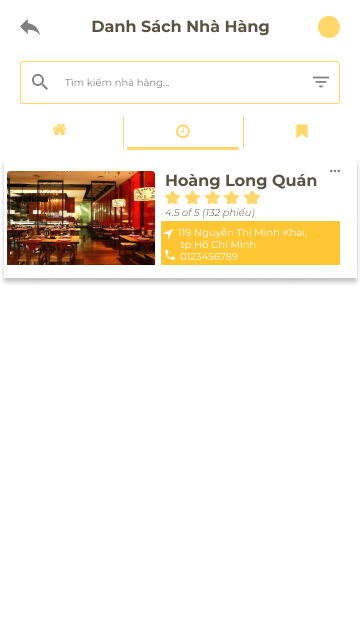 Danh Sách Nhà Hàng
Tìm kiếm nhà hàng...
Hoàng Long Quán
4.5 of 5 (132 phiếu)
119 Nguyễn Thị Minh Khai,
tp Hồ Chí Minh
0123456789